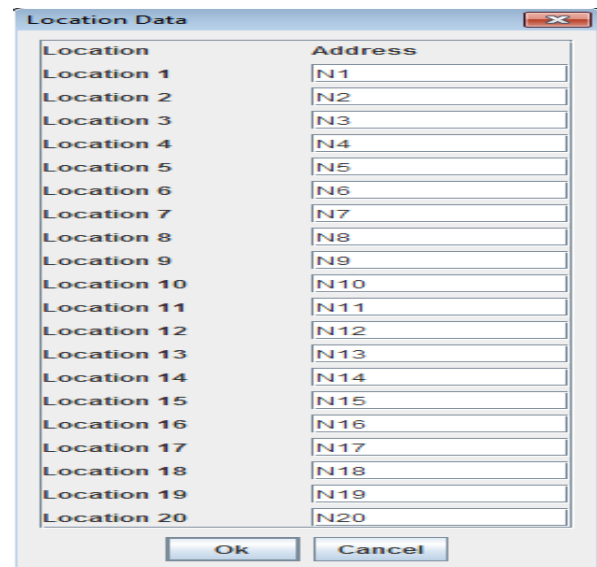 Location Data
Location Address
Location 1 N1
Location 2 N2
Location 3 N3
Location 4 N4
Location 5 N5
Location 6 N6
Location 7 N7
Location 8 N8
Location 9 N9
Location 10 N10
Location 11 N11
Location 12 N12
Location 13 N13
Location 14 N14
Location 15 N15
Location 16 N16
Location 17 N17
Location 18 N18
Location 19 N19
Location 20 N20
Ok Cancel